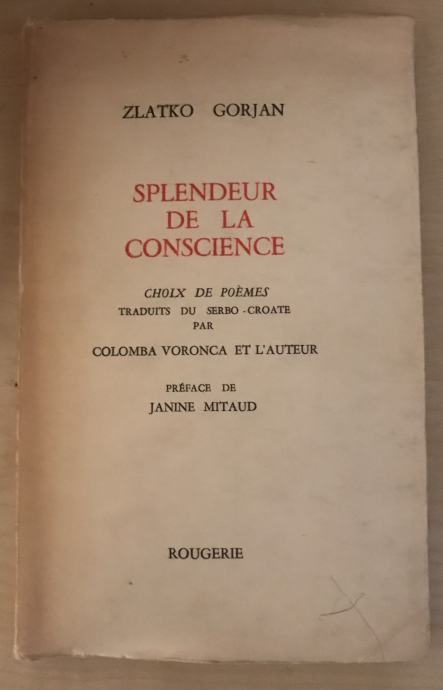 ZLATKO GORJAN
SPLENDEUR
DE LA
CONSCIENCE
CHOIX DE POÈMES
TRADUITS DU SERBO-CROATE
PAR
COLOMBA VORONCA ET L'AUTEUR
PRÉFACE DE
JANINE MITAUD
ROUGERIE